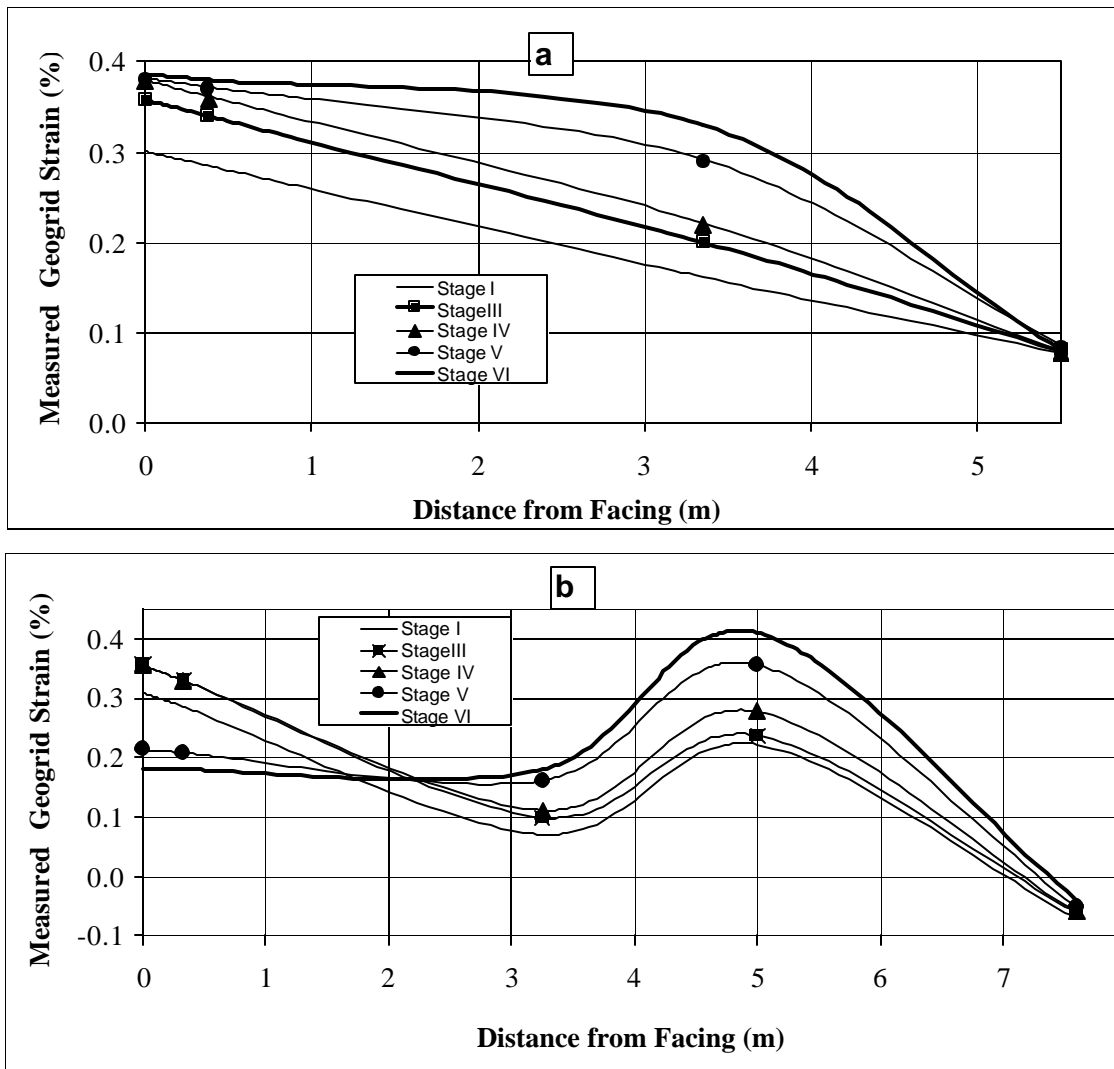 a
Measured Geogrid Strain (%)
0.4
0.3
0.2
0.1
0.0
Stage I
StageIII
Stage IV
Stage V
Stage VI
0 1 2 3 4 5
Distance from Facing (m)
b
Measured Geogrid Strain (%)
0.4
0.3
0.2
0.1
0.0
-0.1
Stage I
StageIII
Stage IV
Stage V
Stage VI
0 1 2 3 4 5 6 7
Distance from Facing (m)